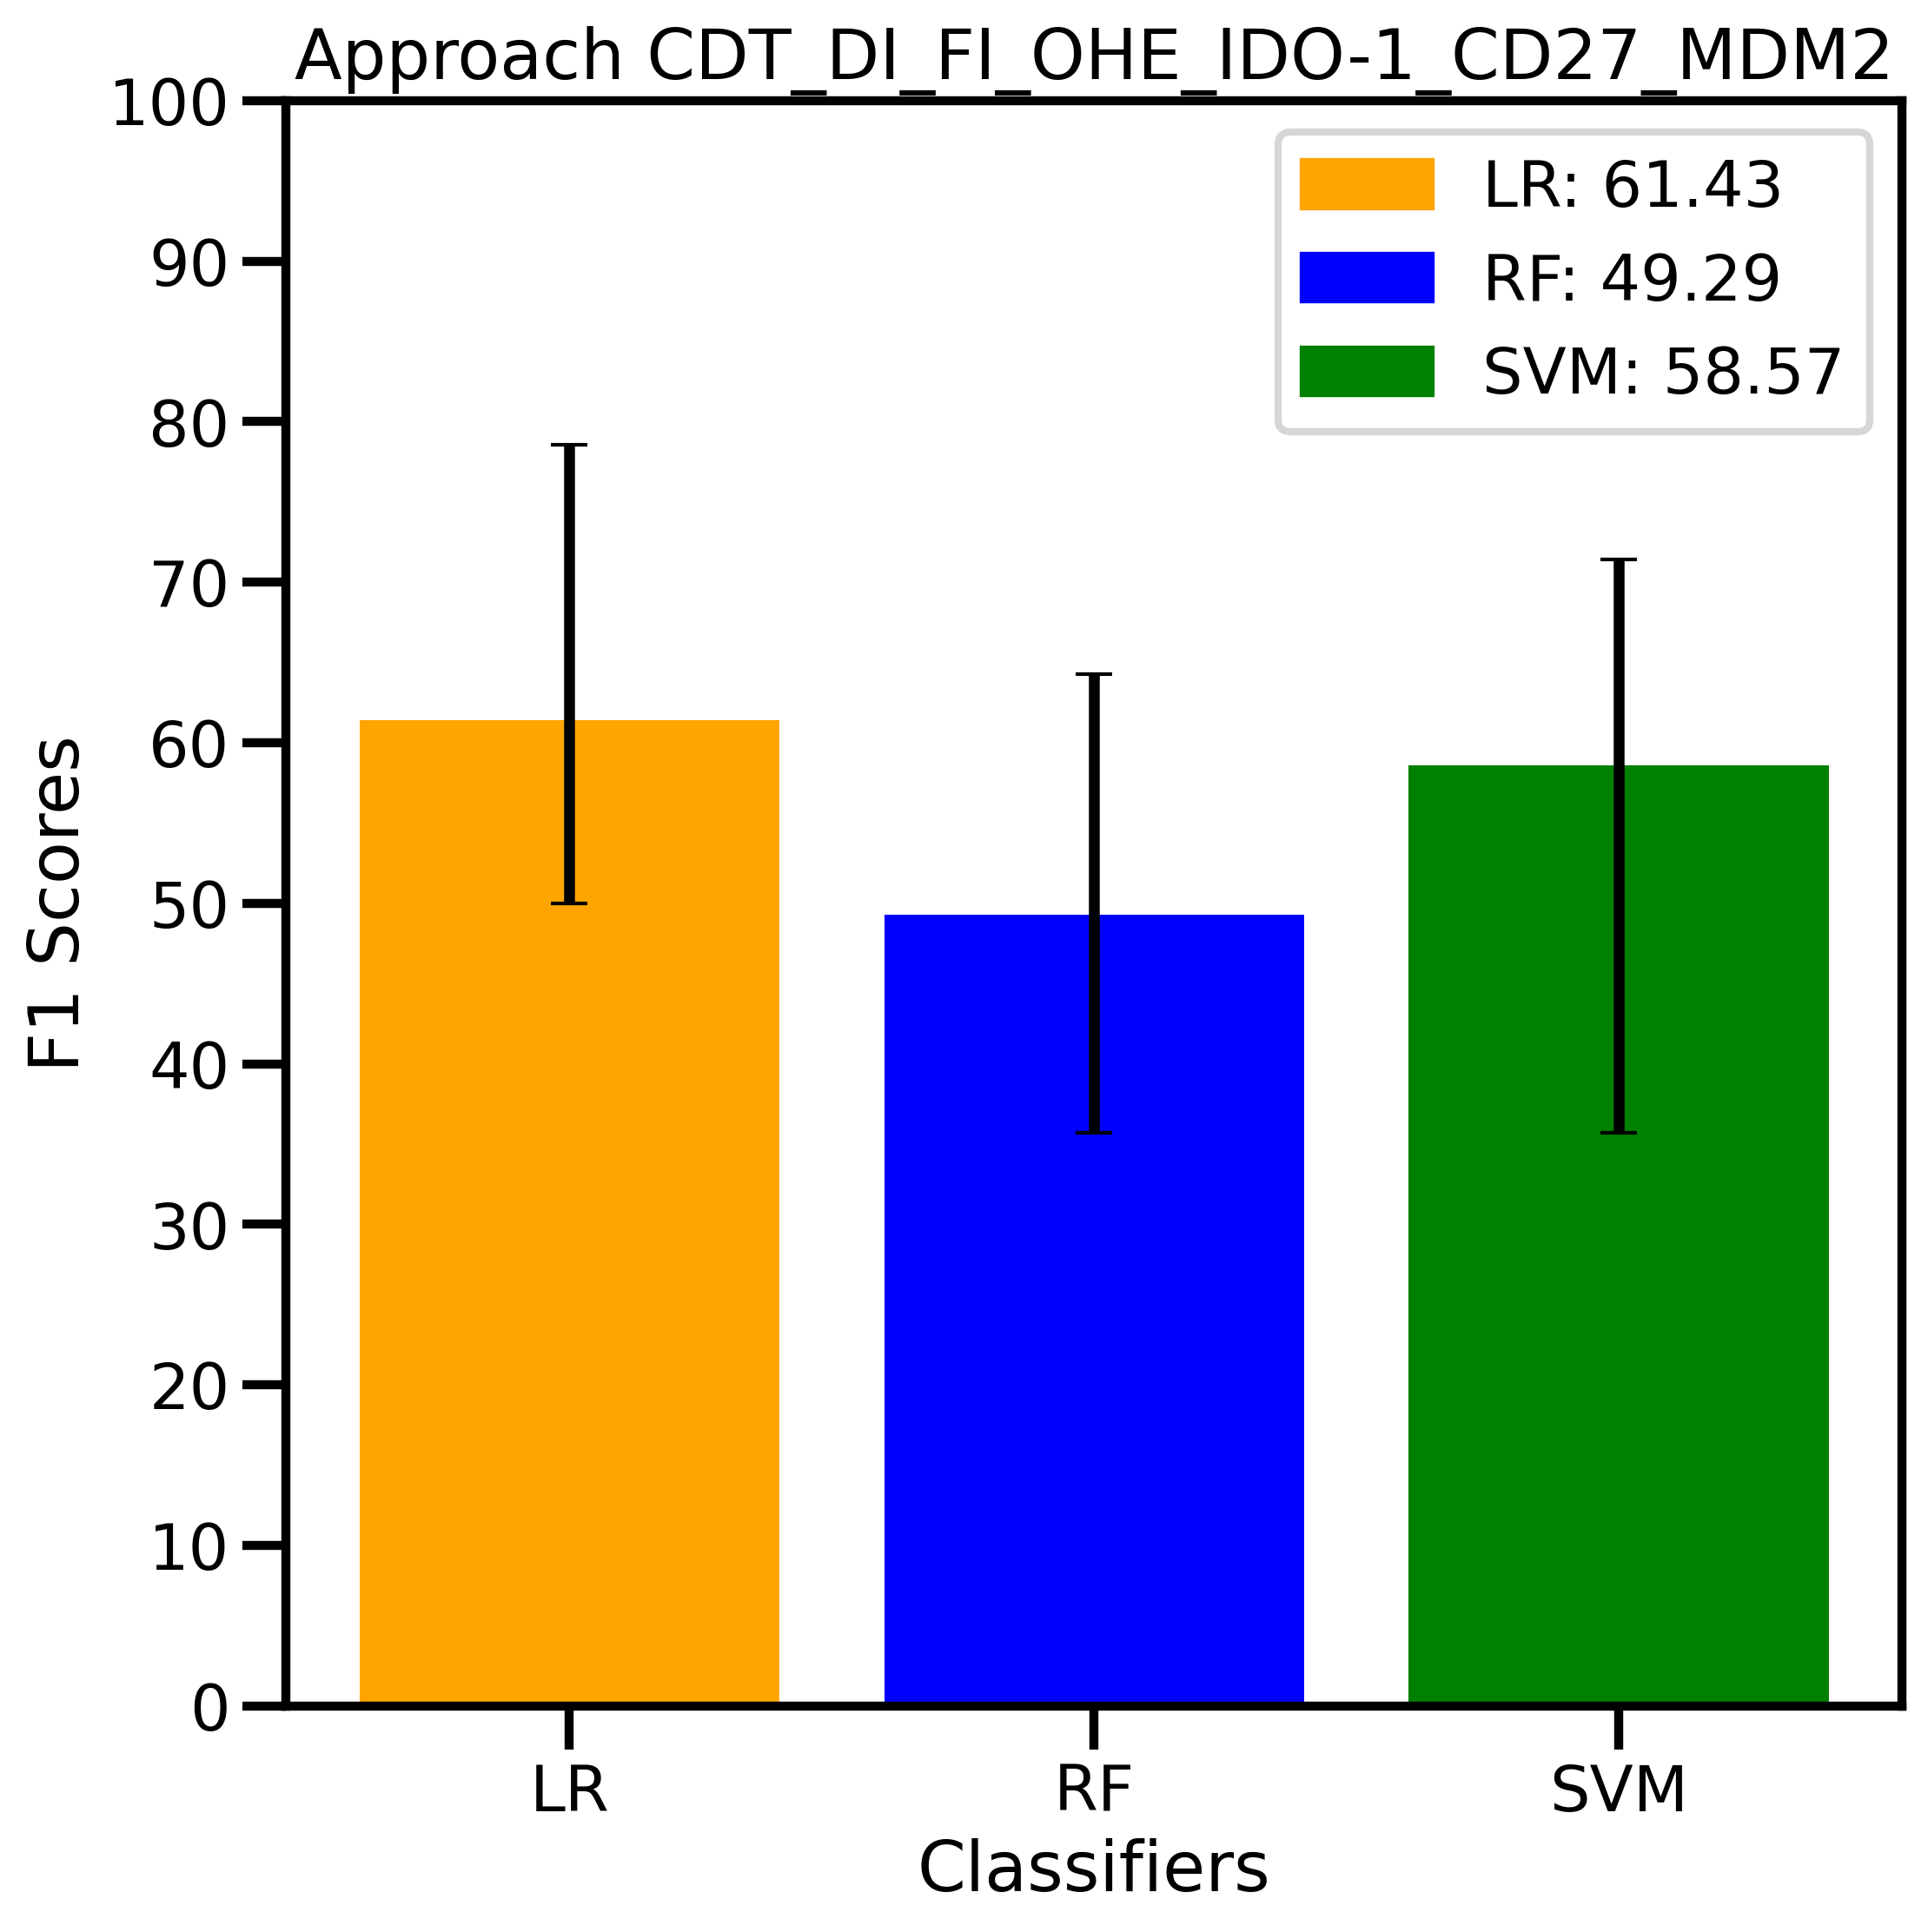 Approach CDT_DI_FI_OHE_IDO-1_CD27_MDM2
100
90
80
70
60
50
40
30
20
10
0
F1 Scores
LR: 61.43
RF: 49.29
SVM: 58.57
LR
RF
SVM
Classifiers